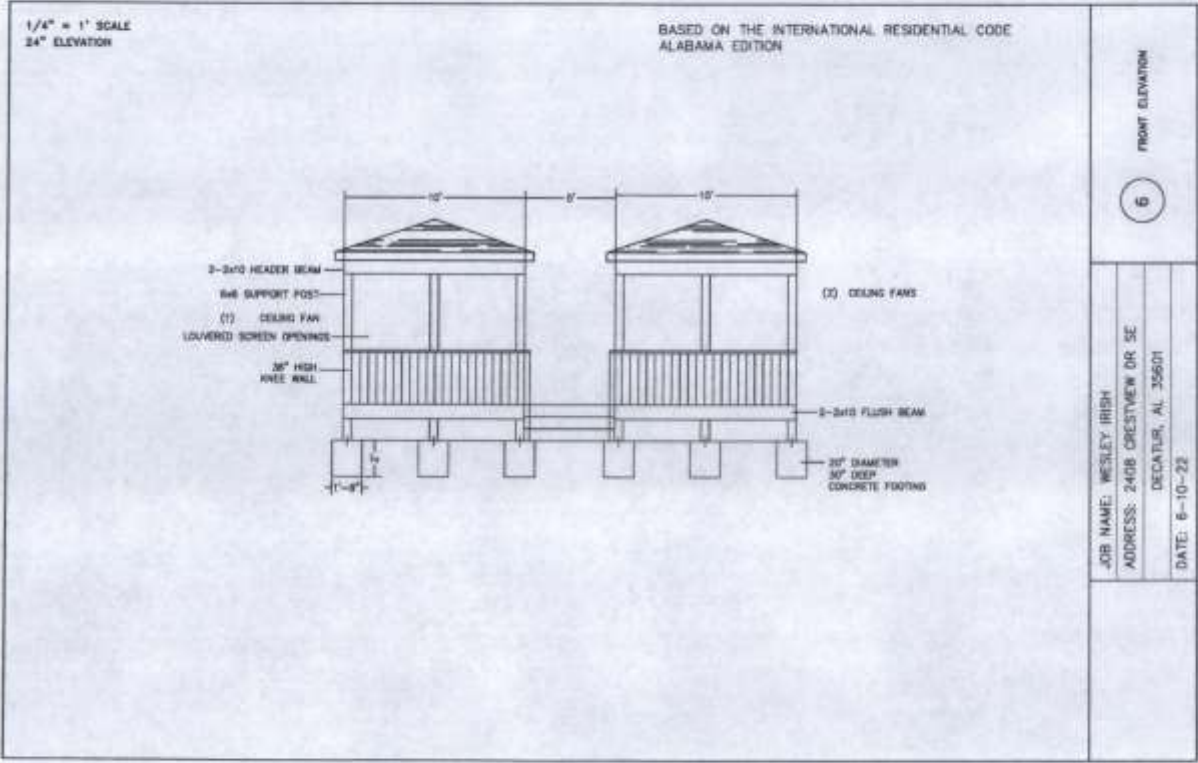 1/4" = 1' SCALE
24" ELEVATION
BASED ON THE INTERNATIONAL RESIDENTIAL CODE
ALABAMA EDITION
10'
10'
2-2x10 HEADER BEAM
6x6 SUPPORT POST
(1) CEILING FAN
LOUVERED SCREEN OPENINGS
36" HIGH
KNEE WALL
(2) CEILING FANS
2-2x10 FLUSH BEAM
20" DIAMETER
30" DEEP
CONCRETE FOOTING
1'-8"
FRONT ELEVATION
6
JOB NAME: WESLEY IRISH
ADDRESS: 2408 CRESTVIEW DR SE
DECATUR, AL 35601
DATE: 6-10-22